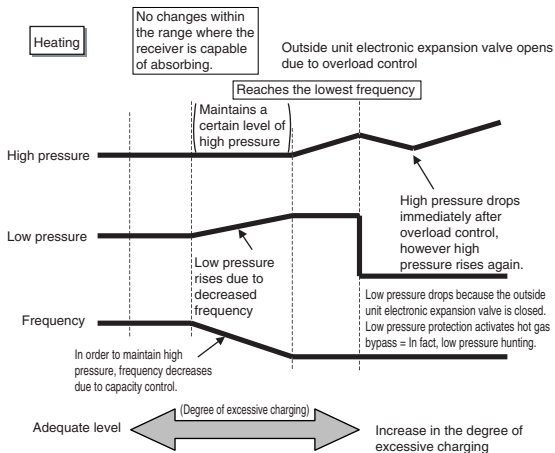 Heating
No changes within
the range where the
receiver is capable
of absorbing.
Outside unit electronic expansion valve opens
due to overload control
Reaches the lowest frequency
Maintains a
certain level of
high pressure
High pressure
High pressure drops
immediately after
overload control,
however high
pressure rises again.
Low pressure
Low pressure
rises due to
decreased
frequency
Low pressure drops because the outside
unit electronic expansion valve is closed.
Low pressure protection activates hot gas
bypass = In fact, low pressure hunting.
Frequency
In order to maintain high
pressure, frequency decreases
due to capacity control.
(Degree of excessive charging)
Adequate level
Increase in the degree of
excessive charging